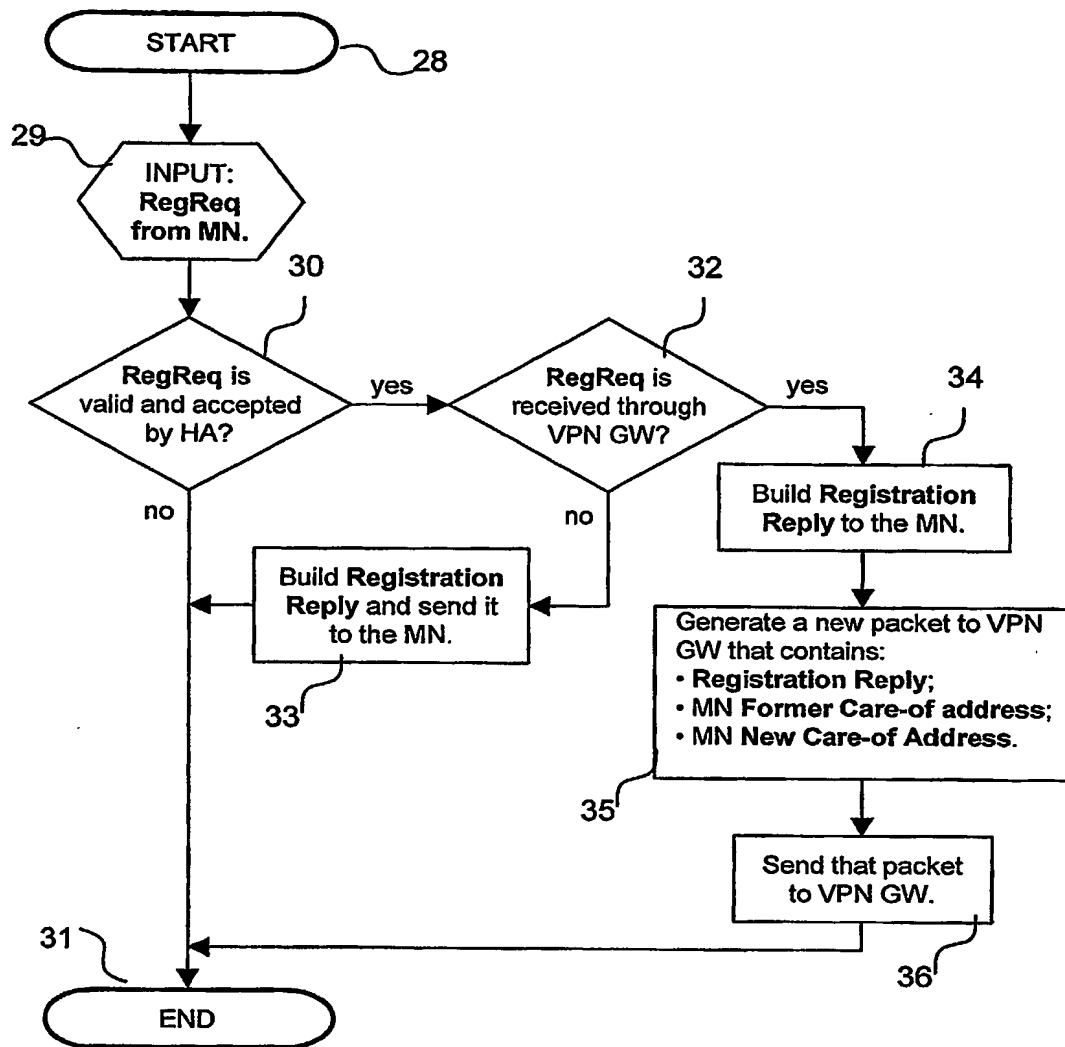 START
28
29
INPUT:
RegReq
from MN.
30
32
RegReq is
valid and accepted
by HA?
yes
RegReq is
received through
VPN GW?
yes
34
no
no
Build Registration
Reply to the MN.
Build Registration
Reply and send it
to the MN.
33
Generate a new packet to VPN
GW that contains:
• Registration Reply;
• MN Former Care-of address;
• MN New Care-of Address.
35
Send that packet
to VPN GW.
36
31
END